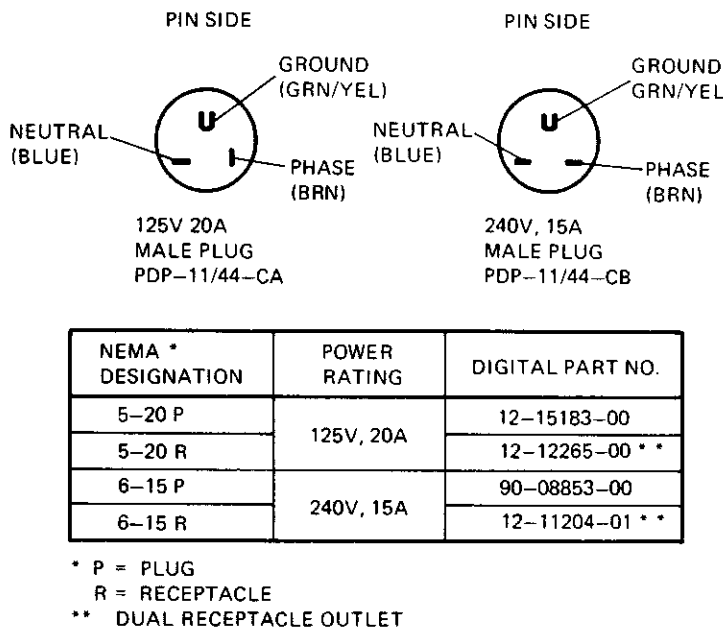 PIN SIDE
GROUND
(GRN/YEL)
NEUTRAL
(BLUE)
PHASE
(BRN)
125V 20A
MALE PLUG
PDP–11/44–CA
PIN SIDE
GROUND
GRN/YEL
NEUTRAL
(BLUE)
PHASE
(BRN)
240V, 15A
MALE PLUG
PDP–11/44–CB
NEMA * DESIGNATION
POWER RATING
DIGITAL PART NO.
5–20 P
125V, 20A
12–15183–00
5–20 R
12–12265–00 * *
6–15 P
240V, 15A
90–08853–00
6–15 R
12–11204–01 * *
* P = PLUG
R = RECEPTACLE
** DUAL RECEPTACLE OUTLET